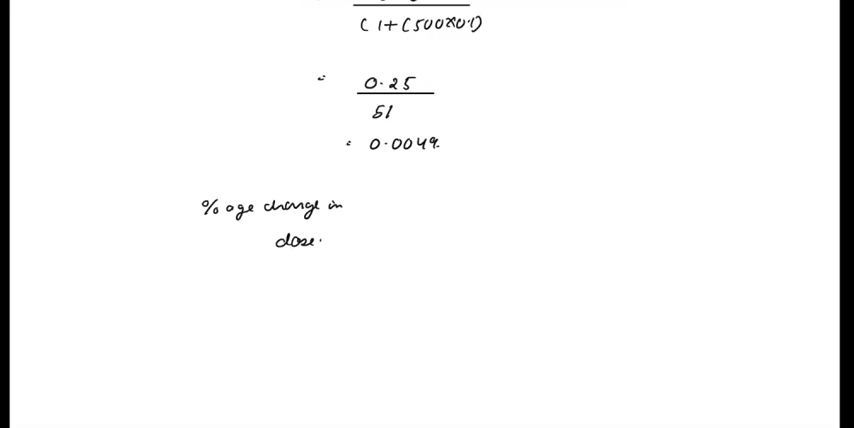 ( 1+(500×0.1)
= 0.25
51
= 0.0049.
%age change in
dose.